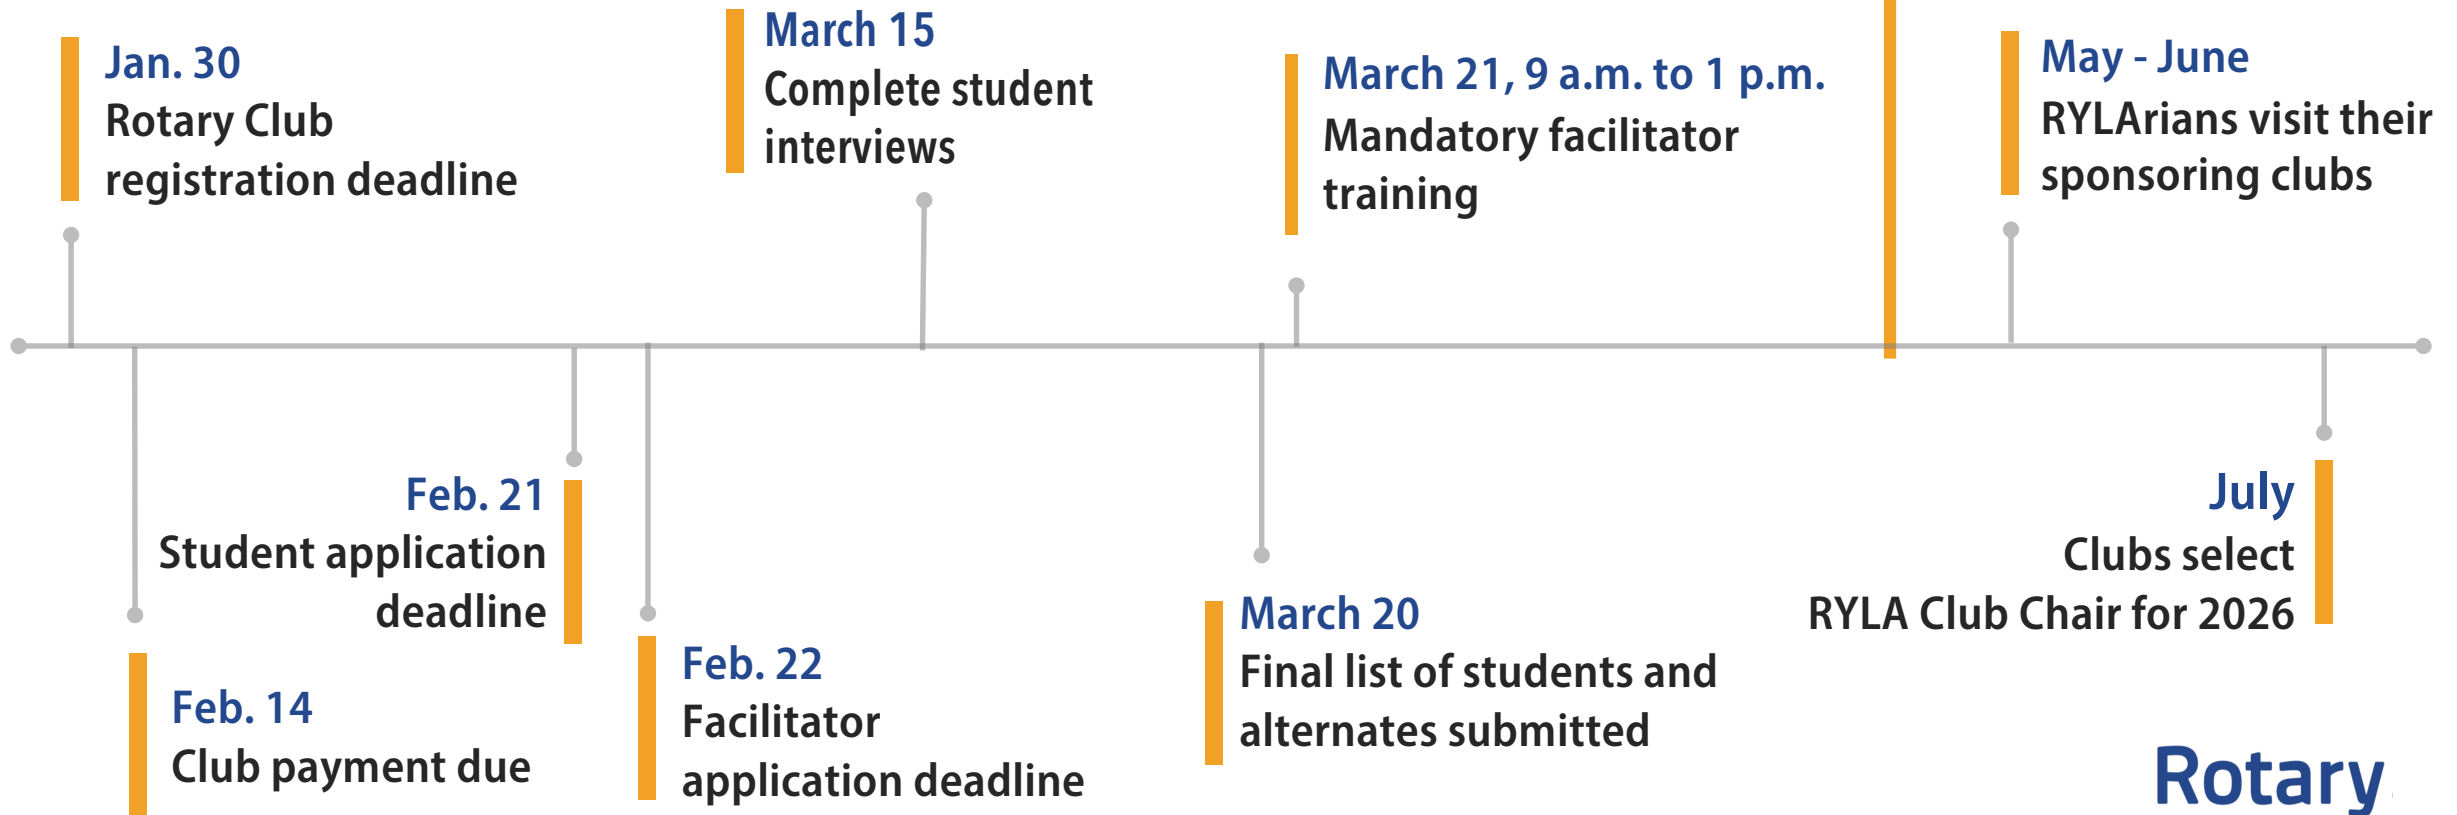 Jan. 30
Rotary Club
registration deadline
March 15
Complete student
interviews
March 21, 9 a.m. to 1 p.m.
Mandatory facilitator
training
May - June
RYLArians visit their
sponsoring clubs
Feb. 14
Club payment due
Feb. 21
Student application
deadline
Feb. 22
Facilitator
application deadline
March 20
Final list of students and
alternates submitted
July
Clubs select
RYLA Club Chair for 2026
Rotary